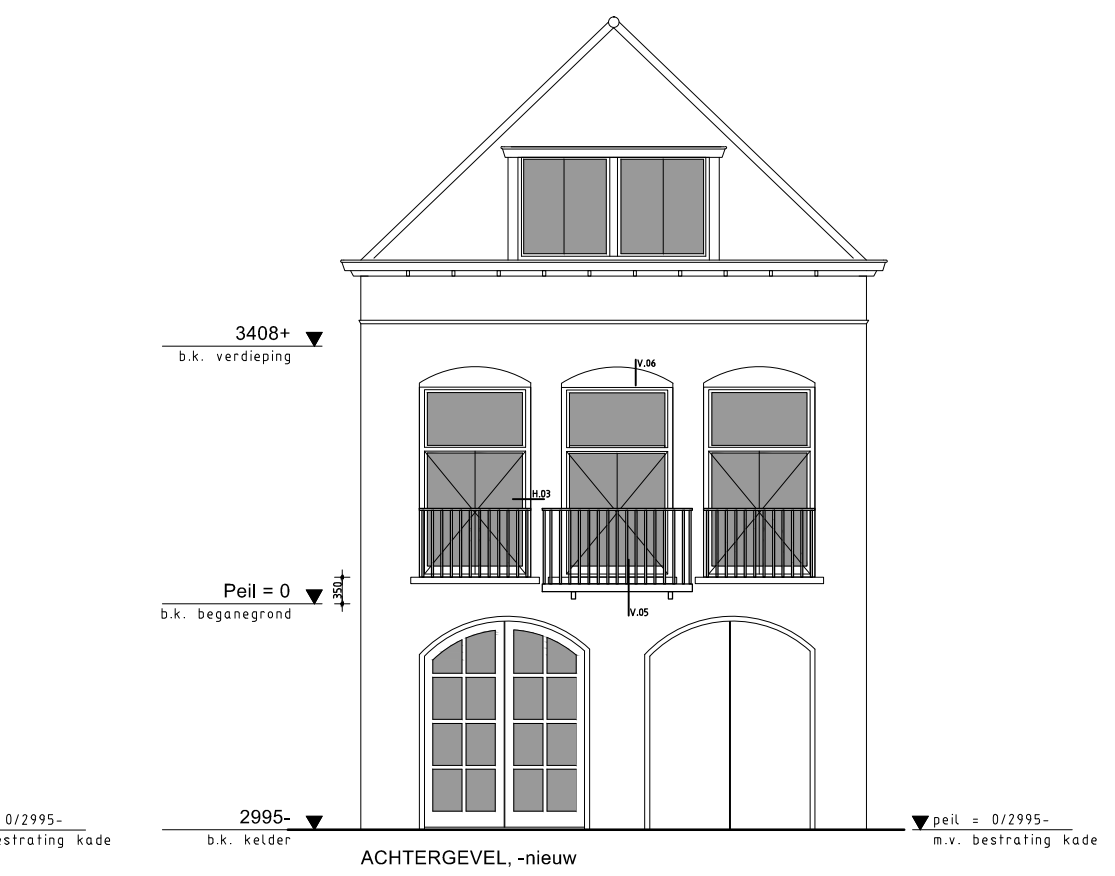 3408+
b.k. verdieping
V.06
H.03
Peil = 0
b.k. beganegrond
350
V.05
0/2995-
estrating kade
2995-
b.k. kelder
peil = 0/2995-
m.v. bestrating kade
ACHTERGEVEL, -nieuw